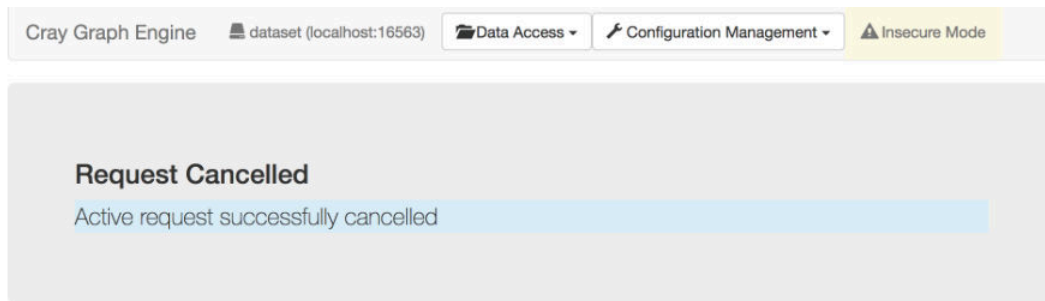 Cray Graph Engine dataset (localhost:16563) Data Access Configuration Management Insecure Mode
Request Cancelled
Active request successfully cancelled